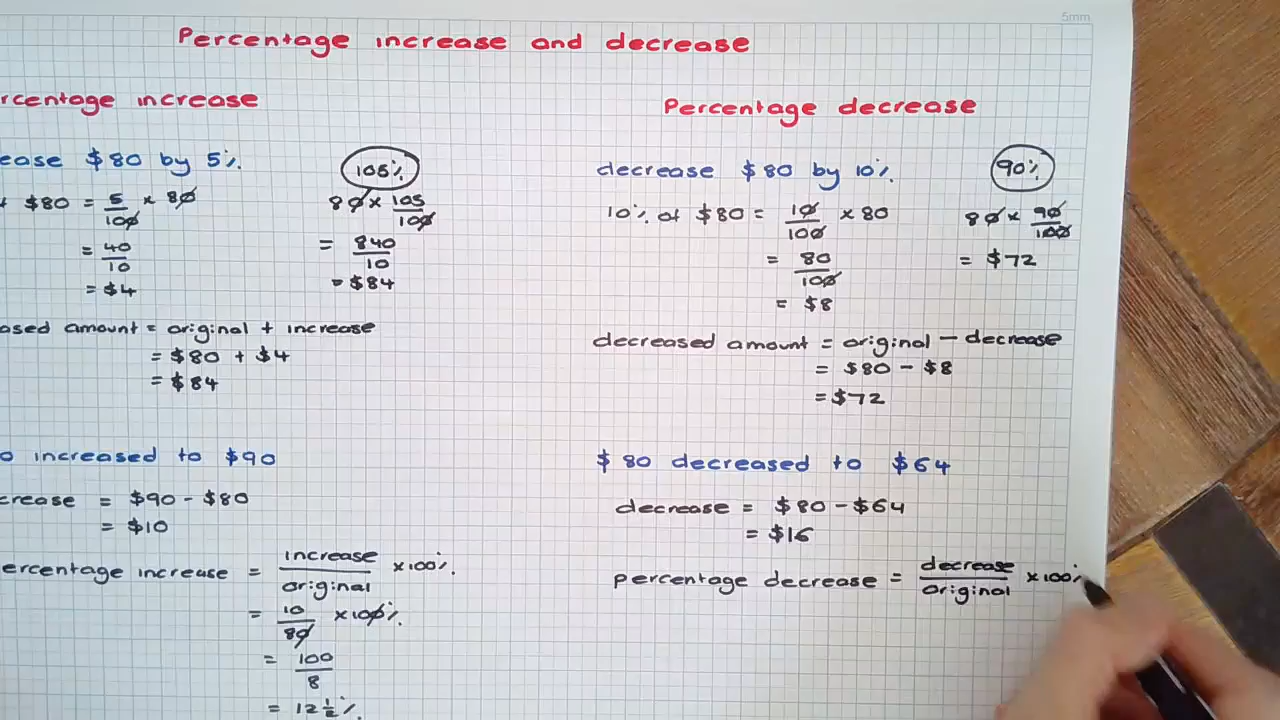 5mm
Percentage increase and decrease
rcentage increase
ease $80 by 5%.
105%
$80 = 5/100 × 80
80 × 105/100
= 40/10
= 840/10
= $4
= $84
ased amount = original + increase
= $80 + $4
= $84
o increased to $90
crease = $90 - $80
= $10
ercentage increase = increase/original × 100%.
= 10/80 × 100%.
= 100/8
= 12 1/2 %.
Percentage decrease
decrease $80 by 10%.
90%
10% of $80 = 10/100 × 80
80 × 90/100
= 80/100
= $72
= $8
decreased amount = original - decrease
= $80 - $8
= $72
$80 decreased to $64
decrease = $80 - $64
= $16
percentage decrease = decrease/original × 100%